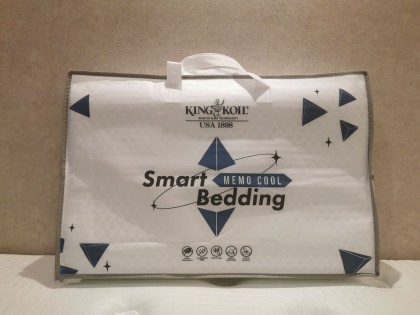 KING KOIL®
USA 1898
Smart
MEMO COOL
Bedding